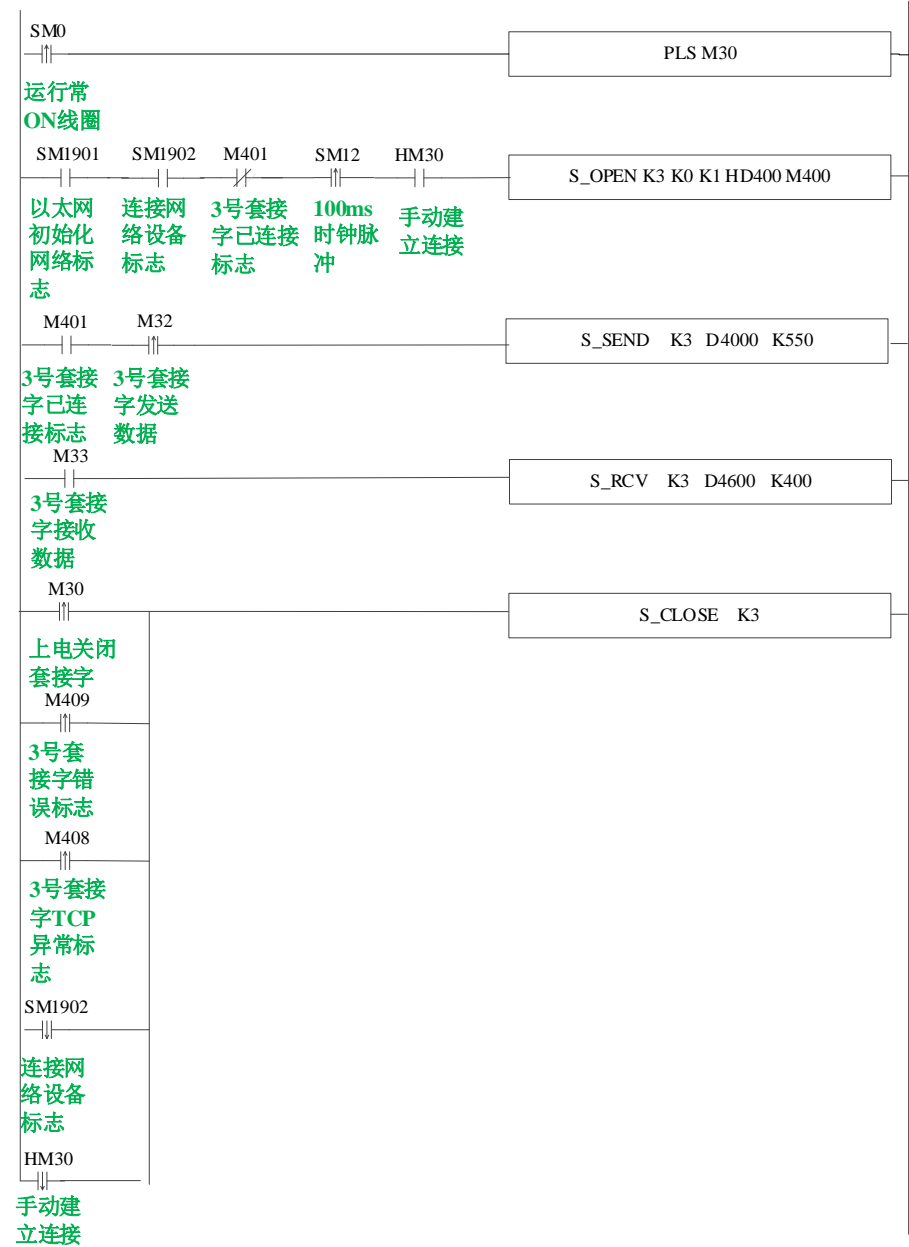 SM0
PLS M30
运行常
ON线圈
SM1901 SM1902 M401 SM12 HM30
S_OPEN K3 K0 K1 HD400 M400
以太网
初始化
网络标
志
连接网
络设备
标志
3号套接
字已连接
标志
100ms
时钟脉
冲
手动建
立连接
M401 M32
S_SEND K3 D4000 K550
3号套接
字已连
接标志
3号套接
字发送
数据
M33
S_RCV K3 D4600 K400
3号套接
字接收
数据
M30
S_CLOSE K3
上电关闭
套接字
M409
3号套
接字错
误标志
M408
3号套接
字TCP
异常标
志
SM1902
连接网
络设备
标志
HM30
手动建
立连接